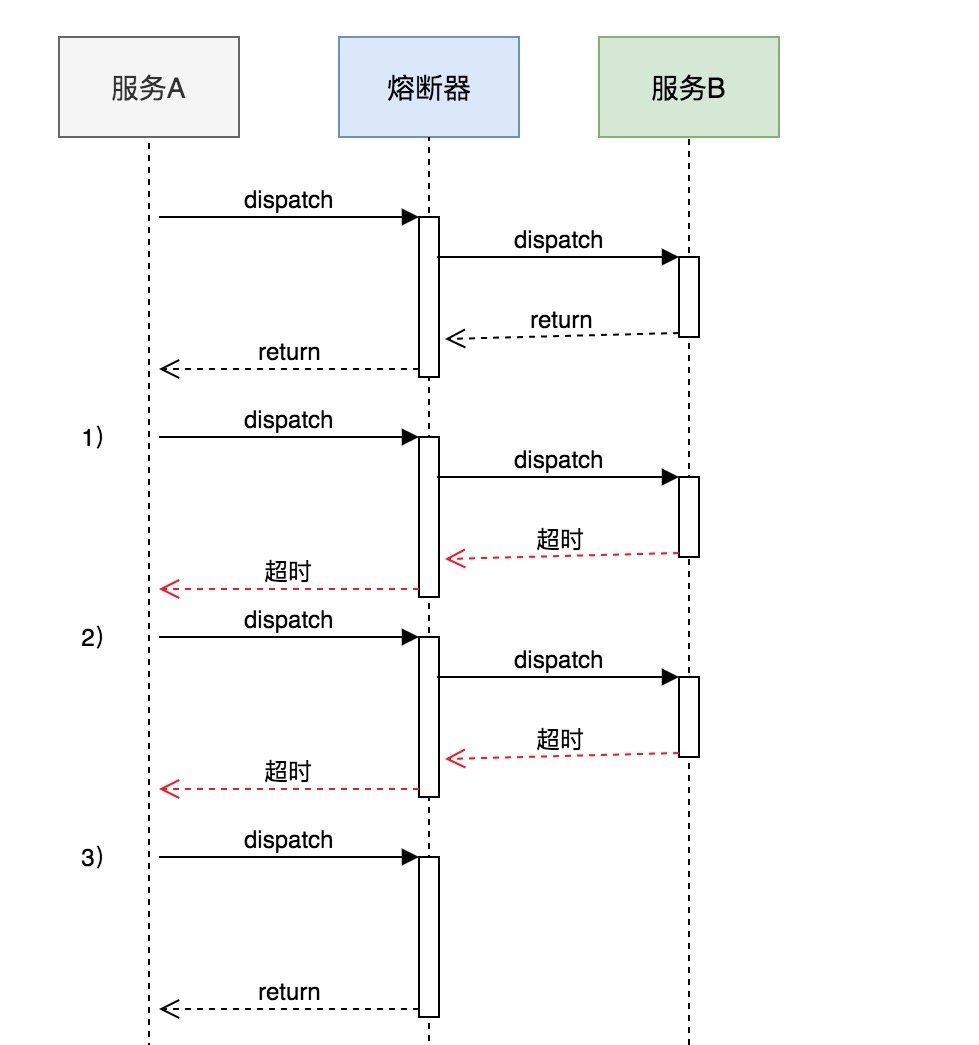 服务A
熔断器
服务B
dispatch
dispatch
return
return
1)
dispatch
dispatch
超时
超时
2)
dispatch
dispatch
超时
超时
3)
dispatch
return